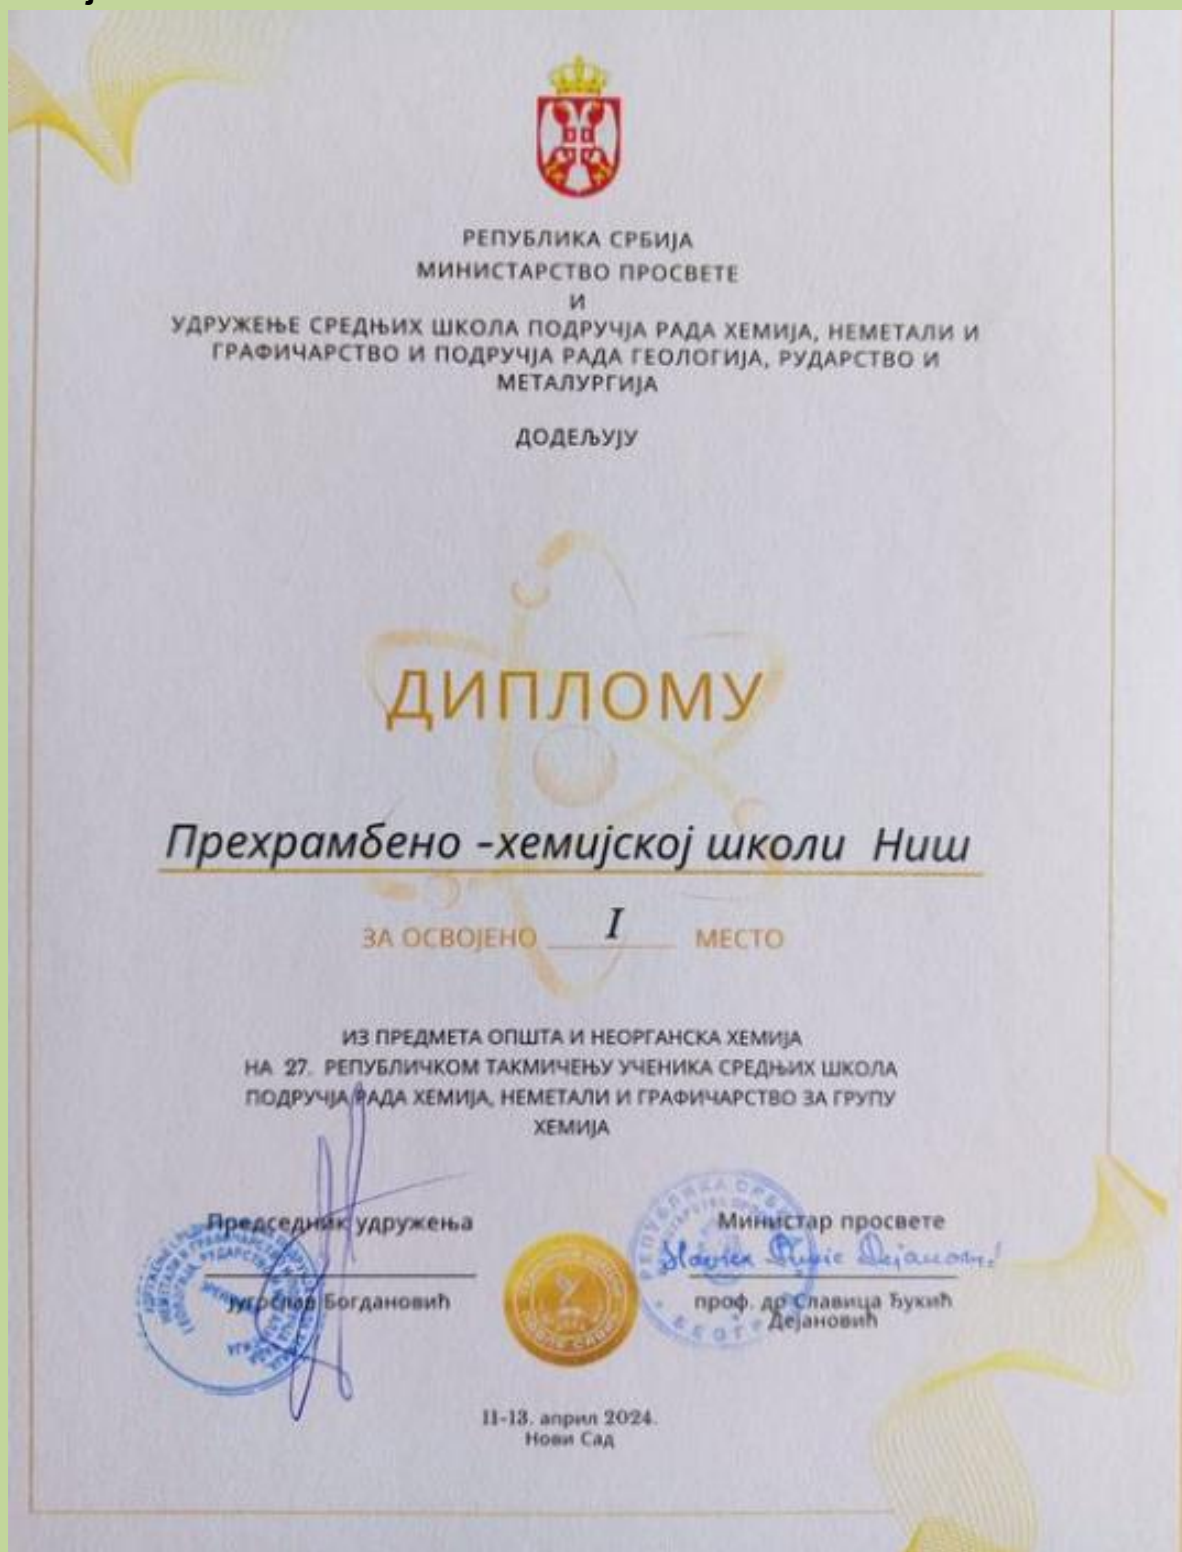 РЕПУБЛИКА СРБИЈА
МИНИСТАРСТВО ПРОСВЕТЕ
И
УДРУЖЕЊЕ СРЕДЊИХ ШКОЛА ПОДРУЧЈА РАДА ХЕМИЈА, НЕМЕТАЛИ И
ГРАФИЧАРСТВО И ПОДРУЧЈА РАДА ГЕОЛОГИЈА, РУДАРСТВО И
МЕТАЛУРГИЈА
ДОДЕЉУЈУ
ДИПЛОМУ
Прехрамбено -хемијској школи Ниш
ЗА ОСВОЈЕНО I МЕСТО
ИЗ ПРЕДМЕТА ОПШТА И НЕОРГАНСКА ХЕМИЈА
НА 27. РЕПУБЛИЧКОМ ТАКМИЧЕЊУ УЧЕНИКА СРЕДЊИХ ШКОЛА
ПОДРУЧЈА РАДА ХЕМИЈА, НЕМЕТАЛИ И ГРАФИЧАРСТВО ЗА ГРУПУ
ХЕМИЈА
Председник удружења
Југослав Богдановић
Министар просвете
проф. др Славица Ђукић
Дејановић
11-13. април 2024.
Нови Сад